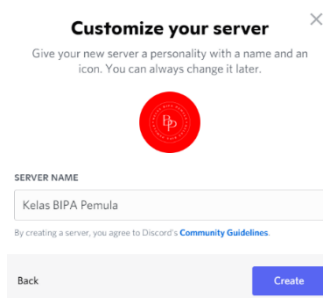 Customize your server
Give your new server a personality with a name and an
icon. You can always change it later.
BP
SERVER NAME
Kelas BIPA Pemula
By creating a server, you agree to Discord's Community Guidelines.
Back
Create